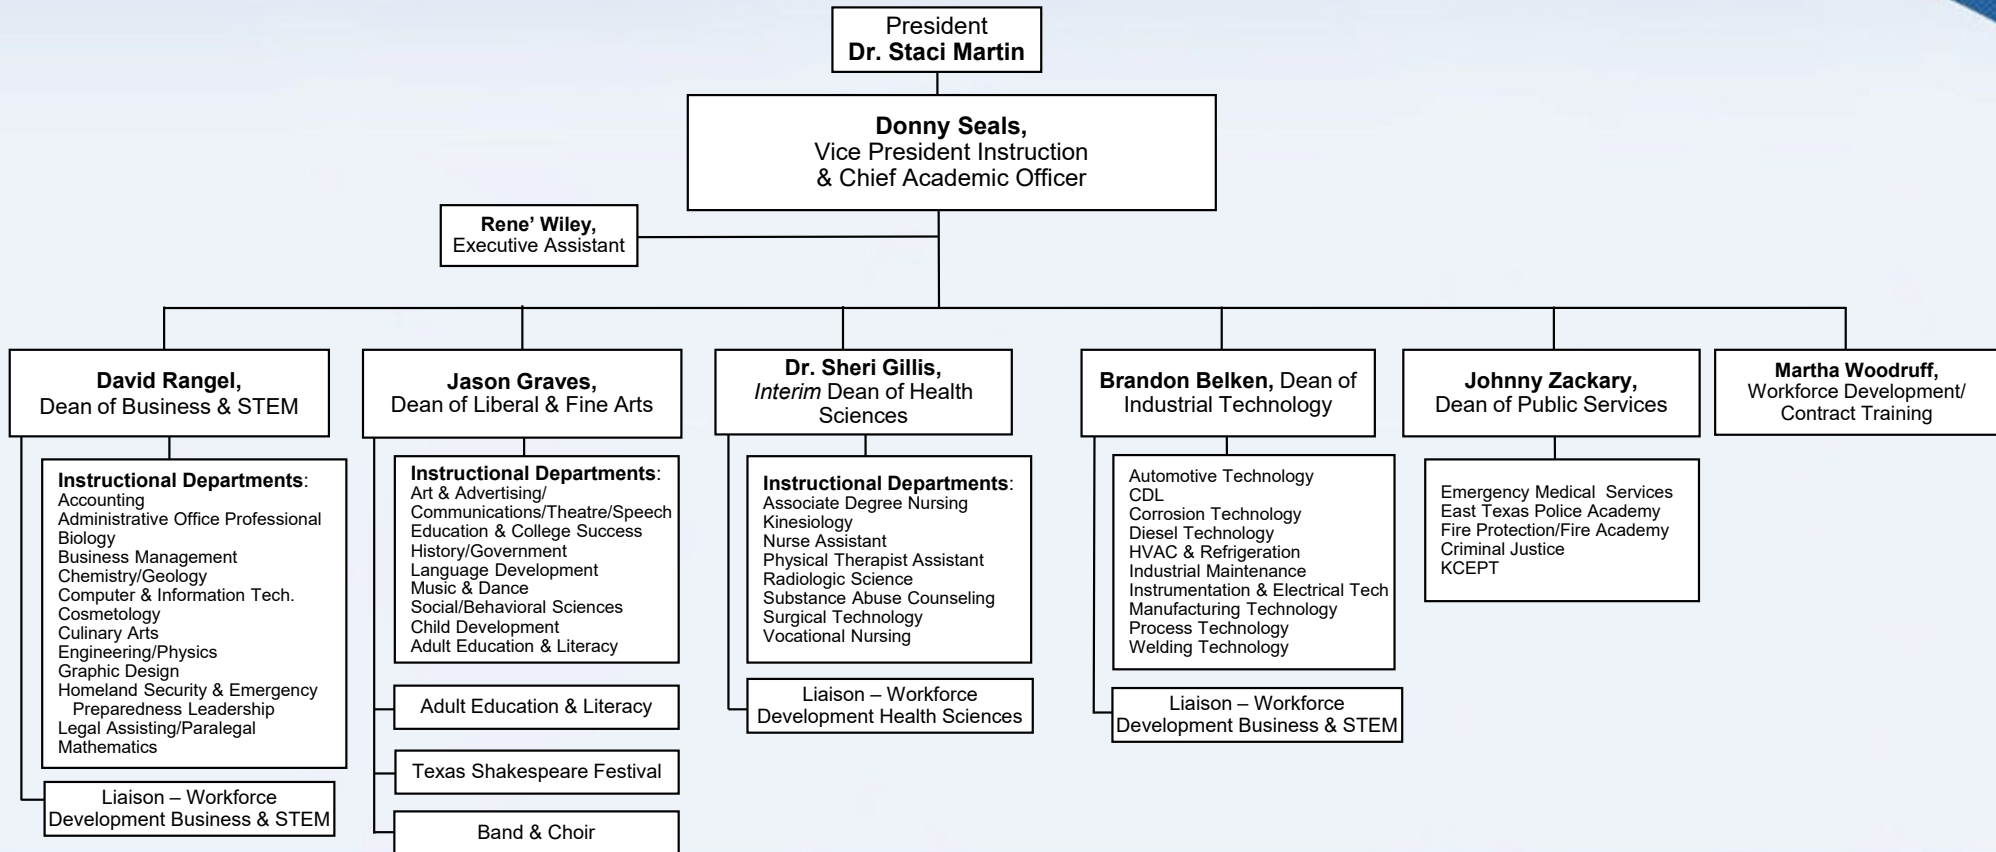 President
Dr. Staci Martin
Donny Seals,
Vice President Instruction
& Chief Academic Officer
Rene’ Wiley,
Executive Assistant
David Rangel,
Dean of Business & STEM
Instructional Departments:
Accounting
Administrative Office Professional
Biology
Business Management
Chemistry/Geology
Computer & Information Tech.
Cosmetology
Culinary Arts
Engineering/Physics
Graphic Design
Homeland Security & Emergency
Preparedness Leadership
Legal Assisting/Paralegal
Mathematics
Liaison – Workforce
Development Business & STEM
Jason Graves,
Dean of Liberal & Fine Arts
Instructional Departments:
Art & Advertising/
Communications/Theatre/Speech
Education & College Success
History/Government
Language Development
Music & Dance
Social/Behavioral Sciences
Child Development
Adult Education & Literacy
Adult Education & Literacy
Texas Shakespeare Festival
Band & Choir
Dr. Sheri Gillis,
Interim Dean of Health
Sciences
Instructional Departments:
Associate Degree Nursing
Kinesiology
Nurse Assistant
Physical Therapist Assistant
Radiologic Science
Substance Abuse Counseling
Surgical Technology
Vocational Nursing
Liaison – Workforce
Development Health Sciences
Brandon Belken, Dean of
Industrial Technology
Automotive Technology
CDL
Corrosion Technology
Diesel Technology
HVAC & Refrigeration
Industrial Maintenance
Instrumentation & Electrical Tech
Manufacturing Technology
Process Technology
Welding Technology
Liaison – Workforce
Development Business & STEM
Johnny Zackary,
Dean of Public Services
Emergency Medical Services
East Texas Police Academy
Fire Protection/Fire Academy
Criminal Justice
KCEPT
Martha Woodruff,
Workforce Development/
Contract Training